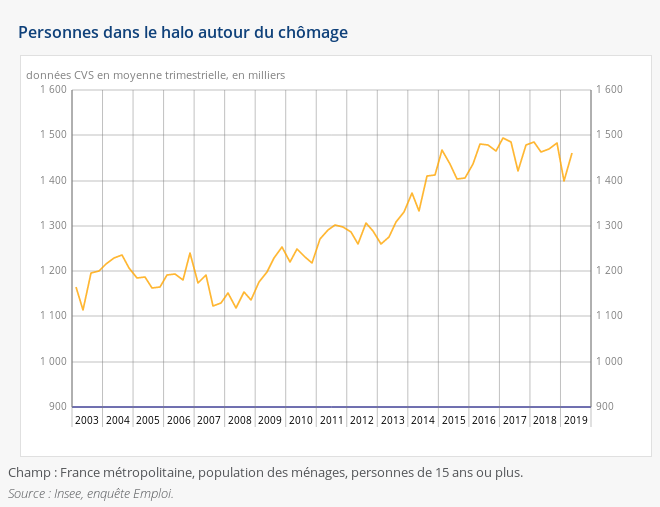 Personnes dans le halo autour du chômage
données CVS en moyenne trimestrielle, en milliers
1 600 1 600
1 500 1 500
1 400 1 400
1 300 1 300
1 200 1 200
1 100 1 100
1 000 1 000
900 900
2003 2004 2005 2006 2007 2008 2009 2010 2011 2012 2013 2014 2015 2016 2017 2018 2019
Champ : France métropolitaine, population des ménages, personnes de 15 ans ou plus.
Source : Insee, enquête Emploi.